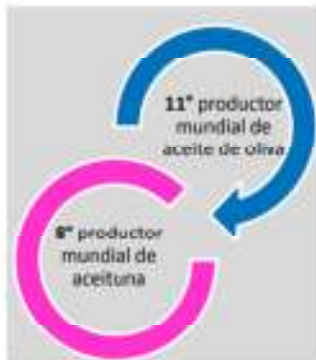 11° productor
mundial de
aceite de oliva
8° productor
mundial de
aceituna